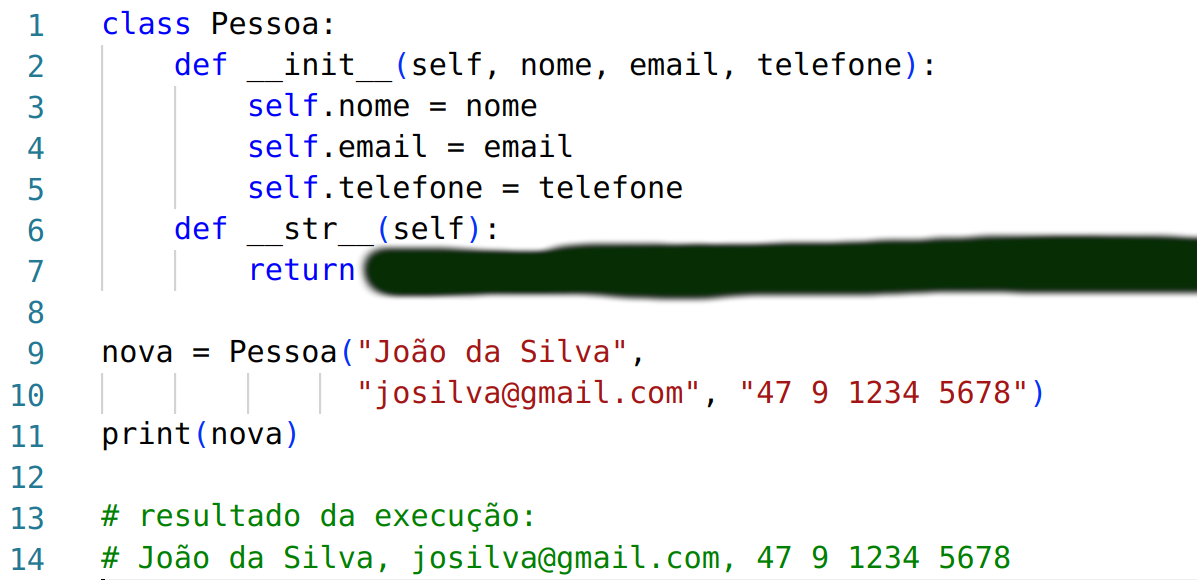 1 class Pessoa:
2 def __init__(self, nome, email, telefone):
3 self.nome = nome
4 self.email = email
5 self.telefone = telefone
6 def __str__(self):
7 return
8
9 nova = Pessoa("João da Silva",
10 "josilva@gmail.com", "47 9 1234 5678")
11 print(nova)
12
13 # resultado da execução:
14 # João da Silva, josilva@gmail.com, 47 9 1234 5678